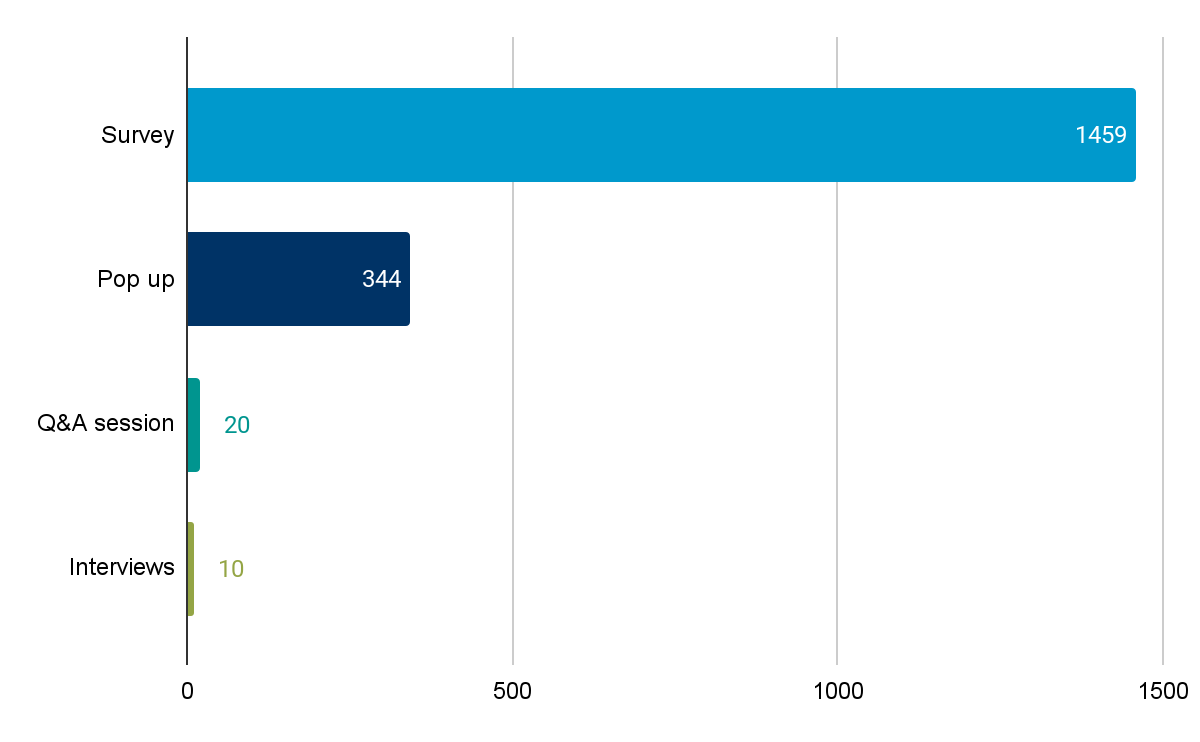 Survey
1459
Pop up
344
Q&A session
20
Interviews
10
0 500 1000 1500